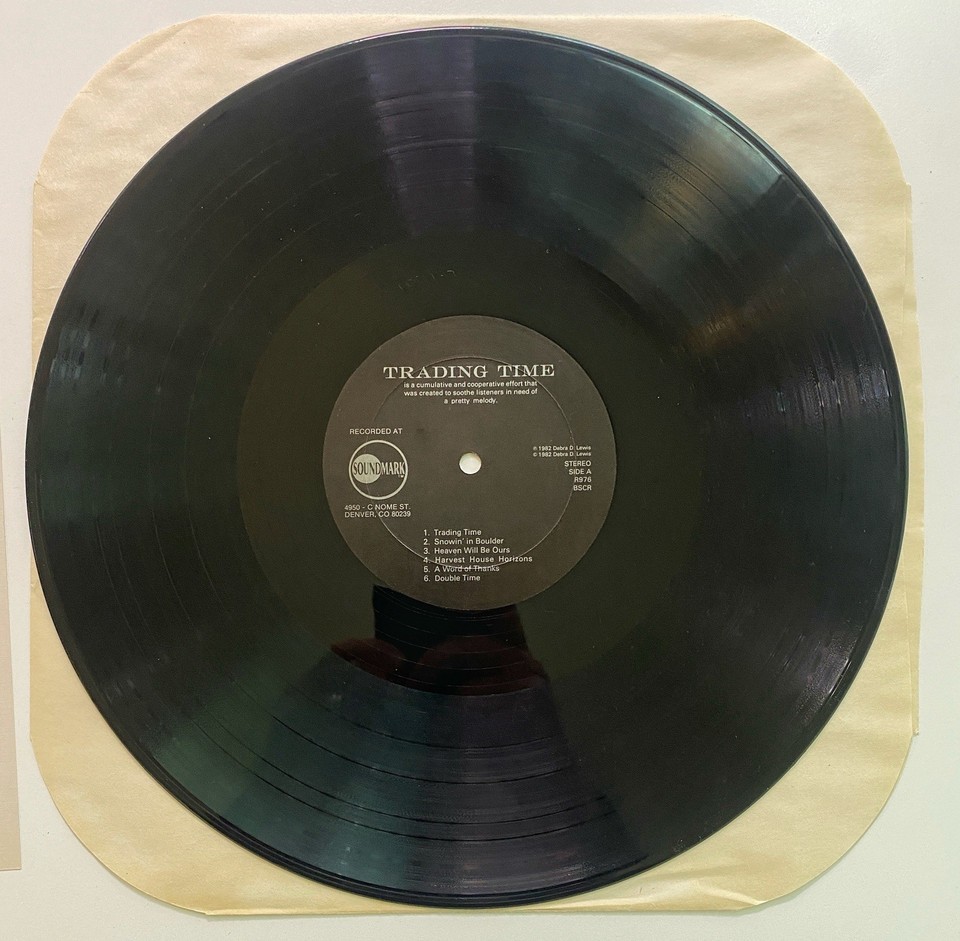 TRADING TIME
is a cumulative and cooperative effort that
was created to soothe listeners in need of
a pretty melody.
RECORDED AT
SOUNDMARK
4950 - C NOME ST.
DENVER, CO 80239
℗ 1982 Debra D. Lewis
© 1982 Debra D. Lewis
STEREO
SIDE A
R976
BSCR
1. Trading Time
2. Snowin' in Boulder
3. Heaven Will Be Ours
4. Harvest House Horizons
5. A Word of Thanks
6. Double Time